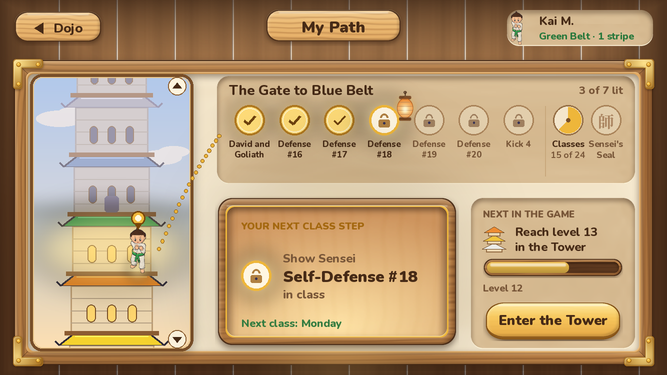 Dojo
My Path
Kai M.
Green Belt · 1 stripe
The Gate to Blue Belt
3 of 7 lit
David and Goliath
Defense #16
Defense #17
Defense #18
Defense #19
Defense #20
Kick 4
Classes
15 of 24
Sensei's Seal
YOUR NEXT CLASS STEP
Show Sensei
Self-Defense #18
in class
Next class: Monday
NEXT IN THE GAME
Reach level 13
in the Tower
Level 12
Enter the Tower